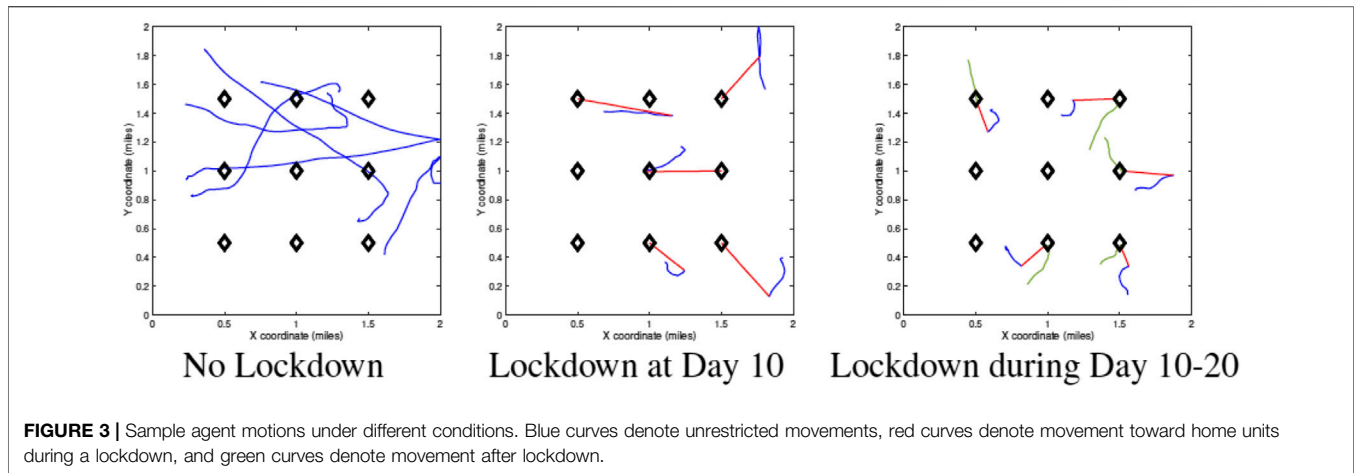 2
1.8
1.6
1.4
1.2
1
0.8
0.6
0.4
0.2
0
Y coordinate (miles)
0 0.5 1 1.5 2
X coordinate (miles)
No Lockdown
2
1.8
1.6
1.4
1.2
1
0.8
0.6
0.4
0.2
0
Y coordinate (miles)
0 0.5 1 1.5 2
X coordinate (miles)
Lockdown at Day 10
2
1.8
1.6
1.4
1.2
1
0.8
0.6
0.4
0.2
0
Y coordinate (miles)
0 0.5 1 1.5 2
X coordinate (miles)
Lockdown during Day 10-20
FIGURE 3 | Sample agent motions under different conditions. Blue curves denote unrestricted movements, red curves denote movement toward home units
during a lockdown, and green curves denote movement after lockdown.